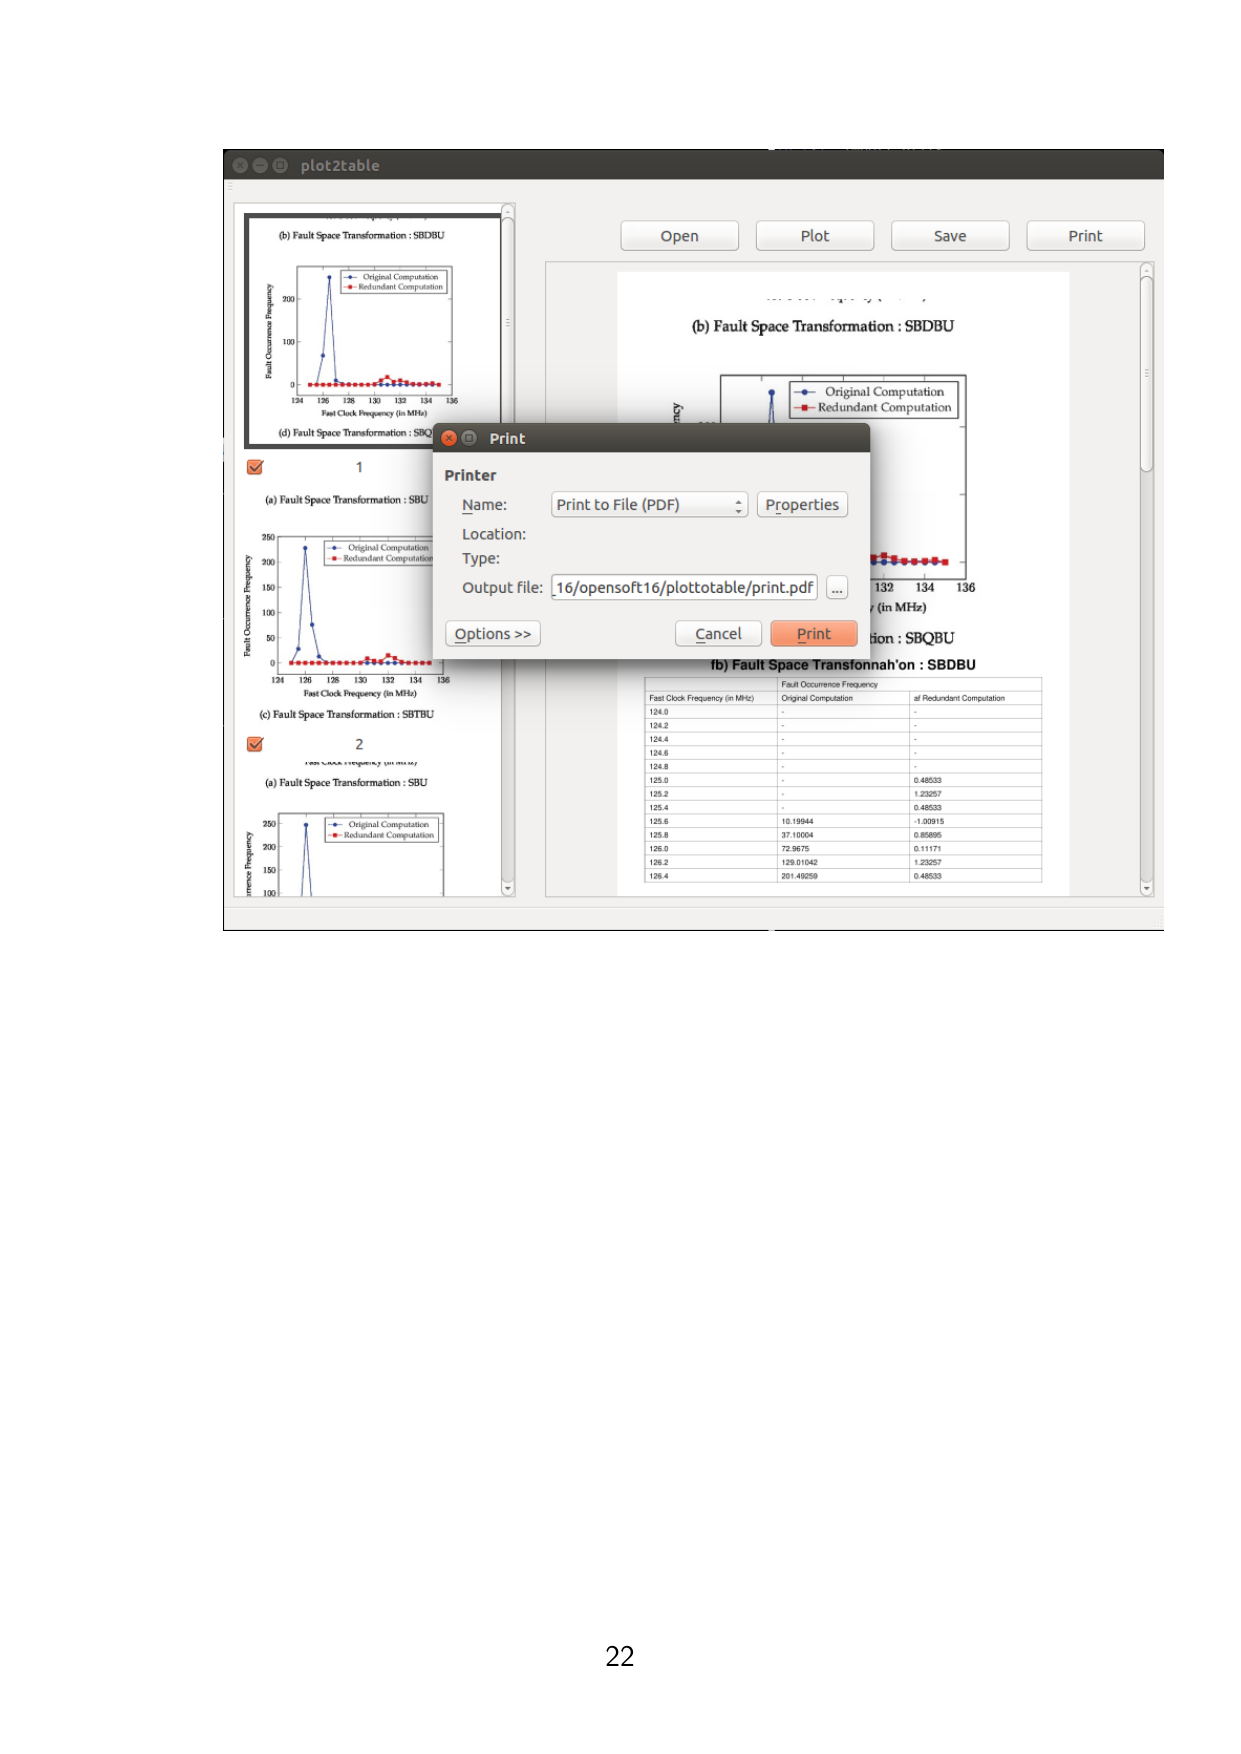 plot2table
(b) Fault Space Transformation : SBDBU
Original Computation
Redundant Computation
Fault Occurrence Frequency
200
100
0
124 126 128 130 132 134 136
Fast Clock Frequency (in MHz)
(d) Fault Space Transformation : SBQ
1
(a) Fault Space Transformation : SBU
Original Computation
Redundant Computation
Fault Occurrence Frequency
250
200
150
100
50
0
124 126 128 130 132 134 136
Fast Clock Frequency (in MHz)
(c) Fault Space Transformation : SBTBU
2
Fast Clock Frequency (in MHz)
(a) Fault Space Transformation : SBU
Original Computation
Redundant Computation
rrence Frequency
250
200
150
100
Open Plot Save Print
(b) Fault Space Transformation : SBDBU
Original Computation
Redundant Computation
ncy
132 134 136
y (in MHz)
tion : SBQBU
Print
Printer
Name: Print to File (PDF) Properties
Location:
Type:
Output file: _16/opensoft16/plottotable/print.pdf ...
Options >> Cancel Print
fb) Fault Space Transfonnah'on : SBDBU
Fault Occurrence Frequency
Fast Clock Frequency (in MHz) Original Computation af Redundant Computation
124.0 - -
124.2 - -
124.4 - -
124.6 - -
124.8 - -
125.0 - 0.48533
125.2 - 1.23257
125.4 - 0.48533
125.6 10.19944 -1.00915
125.8 37.10004 0.85895
126.0 72.9675 0.11171
126.2 129.01042 1.23257
126.4 201.49259 0.48533
22